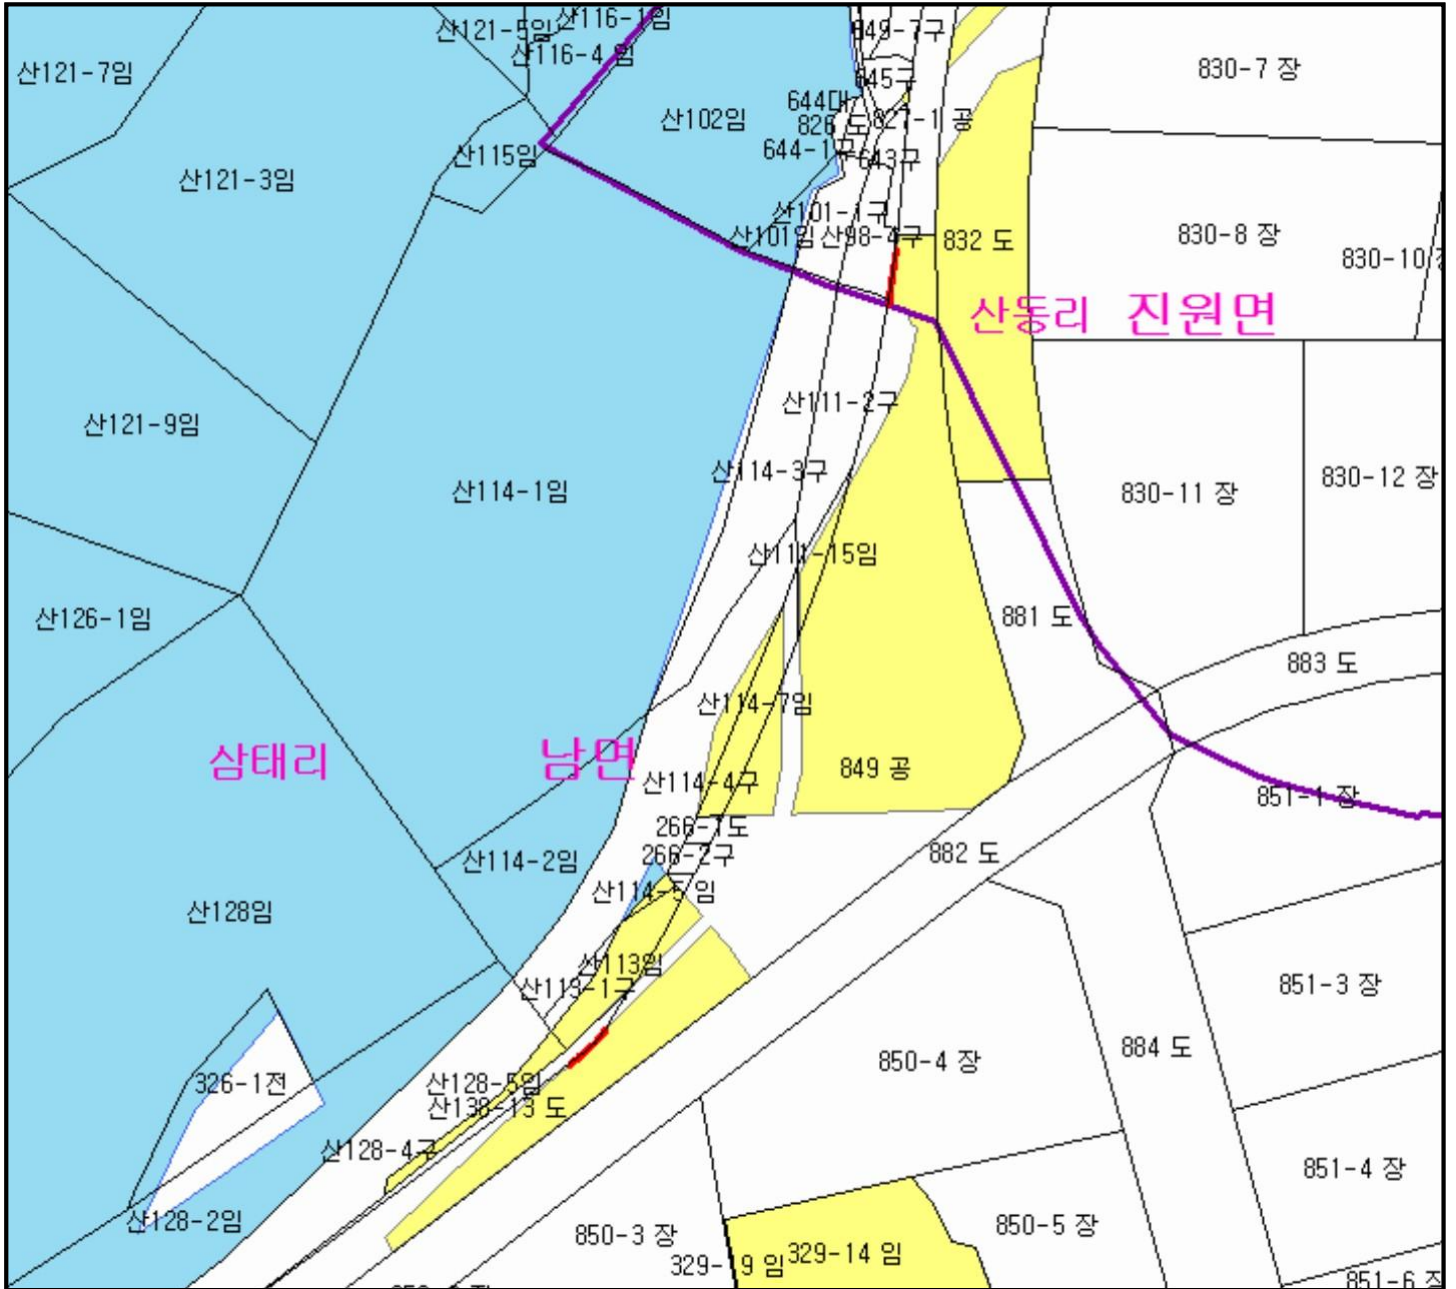 산116-1임
산121-5임
849-7구
산116-4 임
산121-7임
830-7 장
645구
644대
산102임
827-1 공
826 도
644-1구
643구
산115임
산121-3임
산101-1구
산101임
산98-4구
832 도
830-8 장
830-10
산동리 진원면
산111-2구
산121-9임
산114-3구
830-12 장
산114-1임
830-11 장
산111-15임
산126-1임
881 도
883 도
산114-7임
삼태리
남면
849 공
산114-4구
851-1 장
266-1도
266-2구
882 도
산114-2임
산114-5 임
산128임
산113임
851-3 장
산113-1구
884 도
850-4 장
326-1전
산128-5임
산138-13 도
산128-4구
851-4 장
산128-2임
850-5 장
850-3 장
329-14 임
329-19 임
851-6